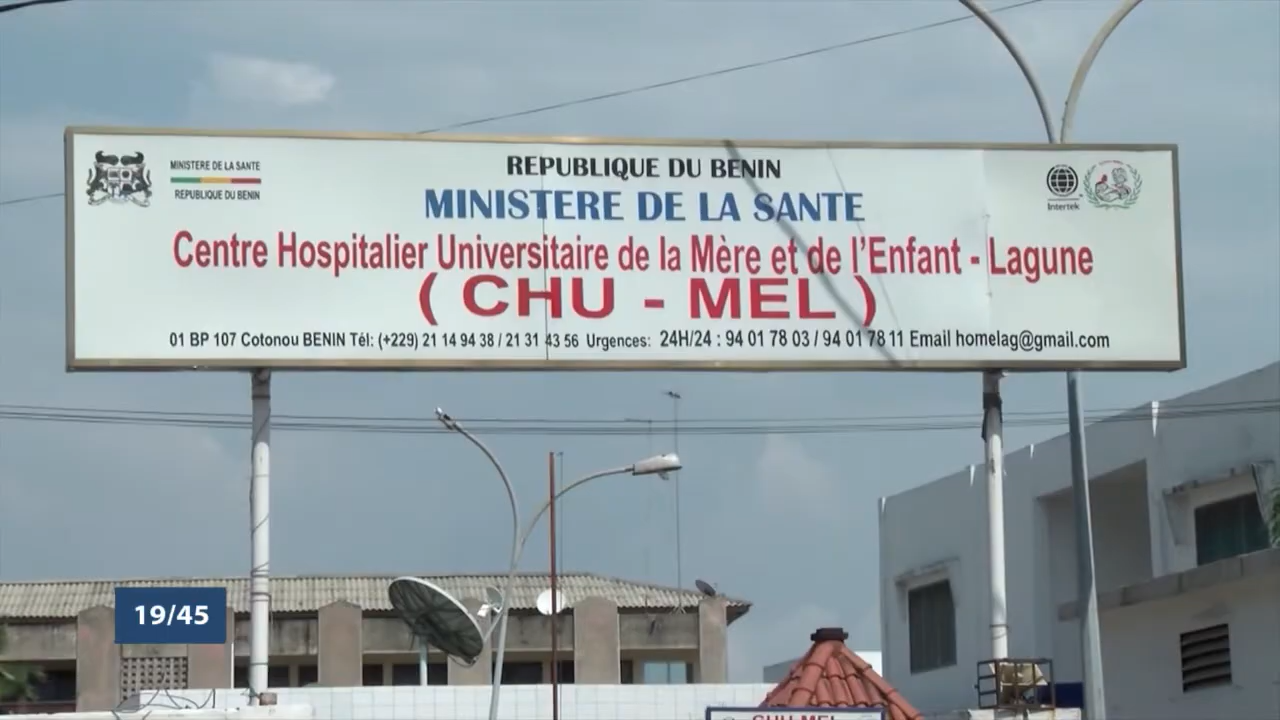 MINISTERE DE LA SANTE
REPUBLIQUE DU BENIN
REPUBLIQUE DU BENIN
MINISTERE DE LA SANTE
Intertek
Centre Hospitalier Universitaire de la Mère et de l'Enfant - Lagune
( CHU - MEL )
01 BP 107 Cotonou BENIN Tél: (+229) 21 14 94 38 / 21 31 43 56 Urgences: 24H/24 : 94 01 78 03 / 94 01 78 11 Email homelag@gmail.com
19/45
CHU-MEL